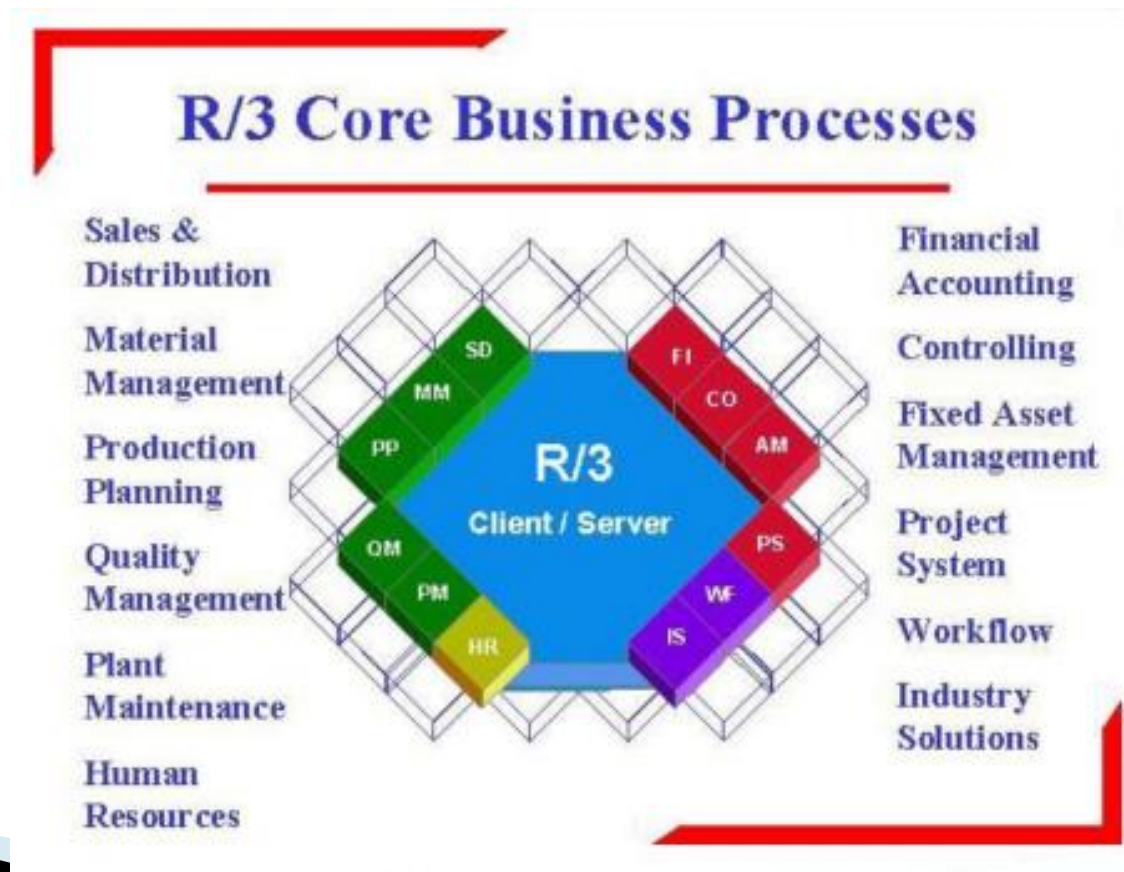 R/3 Core Business Processes
Sales &
Distribution
Material
Management
Production
Planning
Quality
Management
Plant
Maintenance
Human
Resources
SD
MM
PP
QM
PM
HR
R/3
Client / Server
FI
CO
AM
PS
WF
IS
Financial
Accounting
Controlling
Fixed Asset
Management
Project
System
Workflow
Industry
Solutions